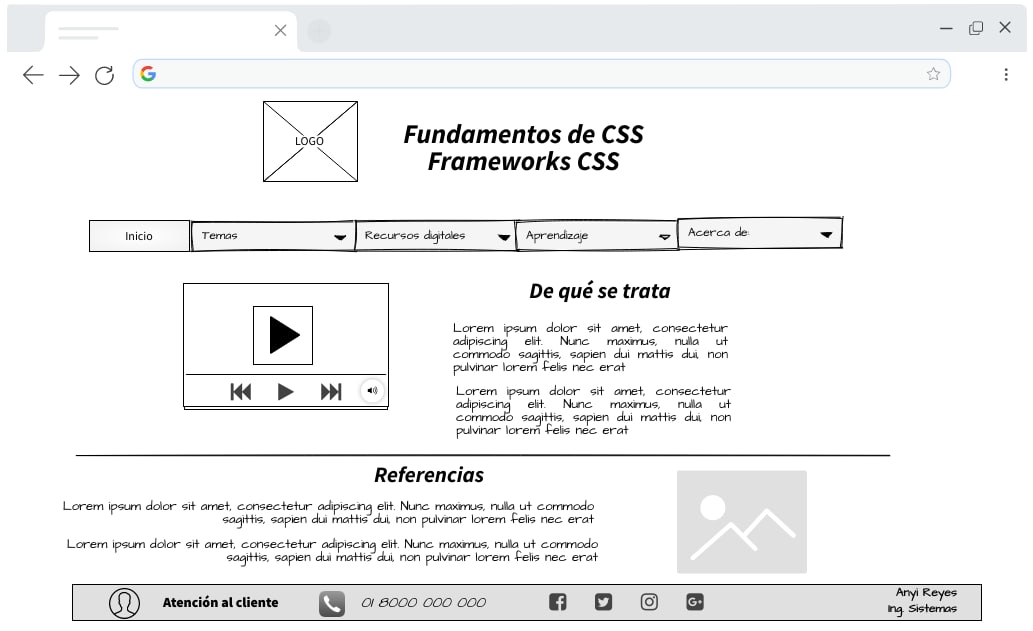 LOGO
Fundamentos de CSS
Frameworks CSS
Inicio
Temas
Recursos digitales
Aprendizaje
Acerca de:
De qué se trata
Lorem ipsum dolor sit amet, consectetur
adipiscing elit. Nunc maximus, nulla ut
commodo sagittis, sapien dui mattis dui, non
pulvinar lorem felis nec erat
Lorem ipsum dolor sit amet, consectetur
adipiscing elit. Nunc maximus, nulla ut
commodo sagittis, sapien dui mattis dui, non
pulvinar lorem felis nec erat
Referencias
Lorem ipsum dolor sit amet, consectetur adipiscing elit. Nunc maximus, nulla ut commodo
sagittis, sapien dui mattis dui, non pulvinar lorem felis nec erat
Lorem ipsum dolor sit amet, consectetur adipiscing elit. Nunc maximus, nulla ut commodo
sagittis, sapien dui mattis dui, non pulvinar lorem felis nec erat
Atención al cliente
01 8000 000 000
Anyi Reyes
Ing. Sistemas